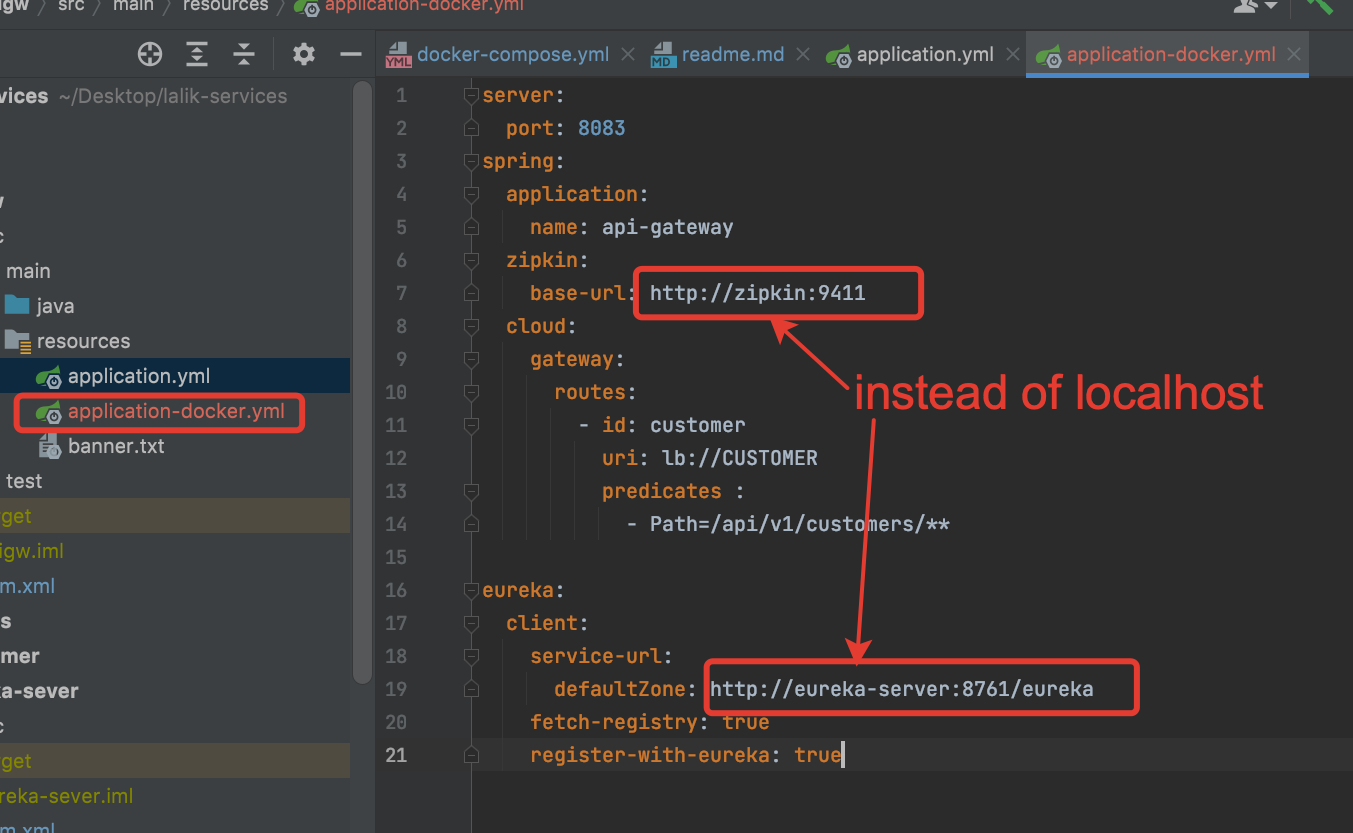 igw src main resources application-docker.yml
docker-compose.yml readme.md application.yml application-docker.yml
YML MD
vices ~/Desktop/lalik-services
main
java
resources
application.yml
application-docker.yml
banner.txt
test
get
igw.iml
m.xml
s
mer
ka-sever
c
get
reka-sever.iml
m.xml
1 server:
2 port: 8083
3 spring:
4 application:
5 name: api-gateway
6 zipkin:
7 base-url: http://zipkin:9411
8 cloud:
9 gateway:
10 routes:
11 - id: customer
12 uri: lb://CUSTOMER
13 predicates :
14 - Path=/api/v1/customers/**
15
16 eureka:
17 client:
18 service-url:
19 defaultZone: http://eureka-server:8761/eureka
20 fetch-registry: true
21 register-with-eureka: true
instead of localhost